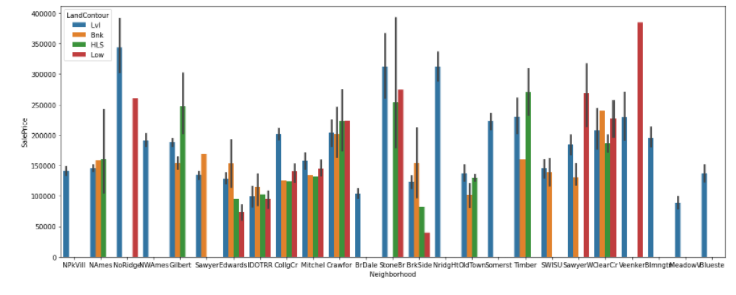 LandContour
Lvl
Bnk
HLS
Low
400000
350000
300000
250000
200000
150000
100000
50000
0
SalePrice
NPkVill NAmes NoRidge NWAmes Gilbert Sawyer Edwards IDOTRR CollgCr Mitchel Crawfor BrDale StoneBr BrkSide NridgHt OldTown Somerst Timber SWISU SawyerW ClearCr Veenker Blmngtn MeadowV Blueste
Neighborhood